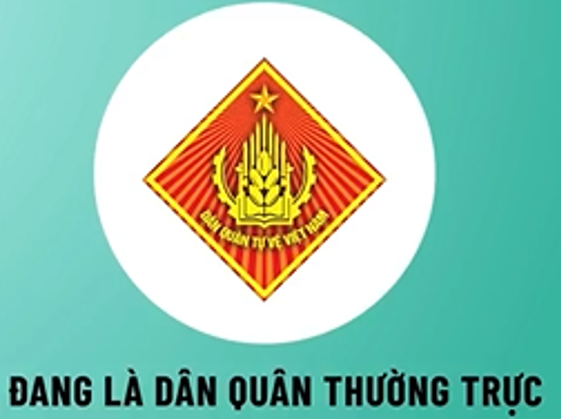 DÂN QUÂN TỰ VỆ VIỆT NAM
ĐANG LÀ DÂN QUÂN THƯỜNG TRỰC